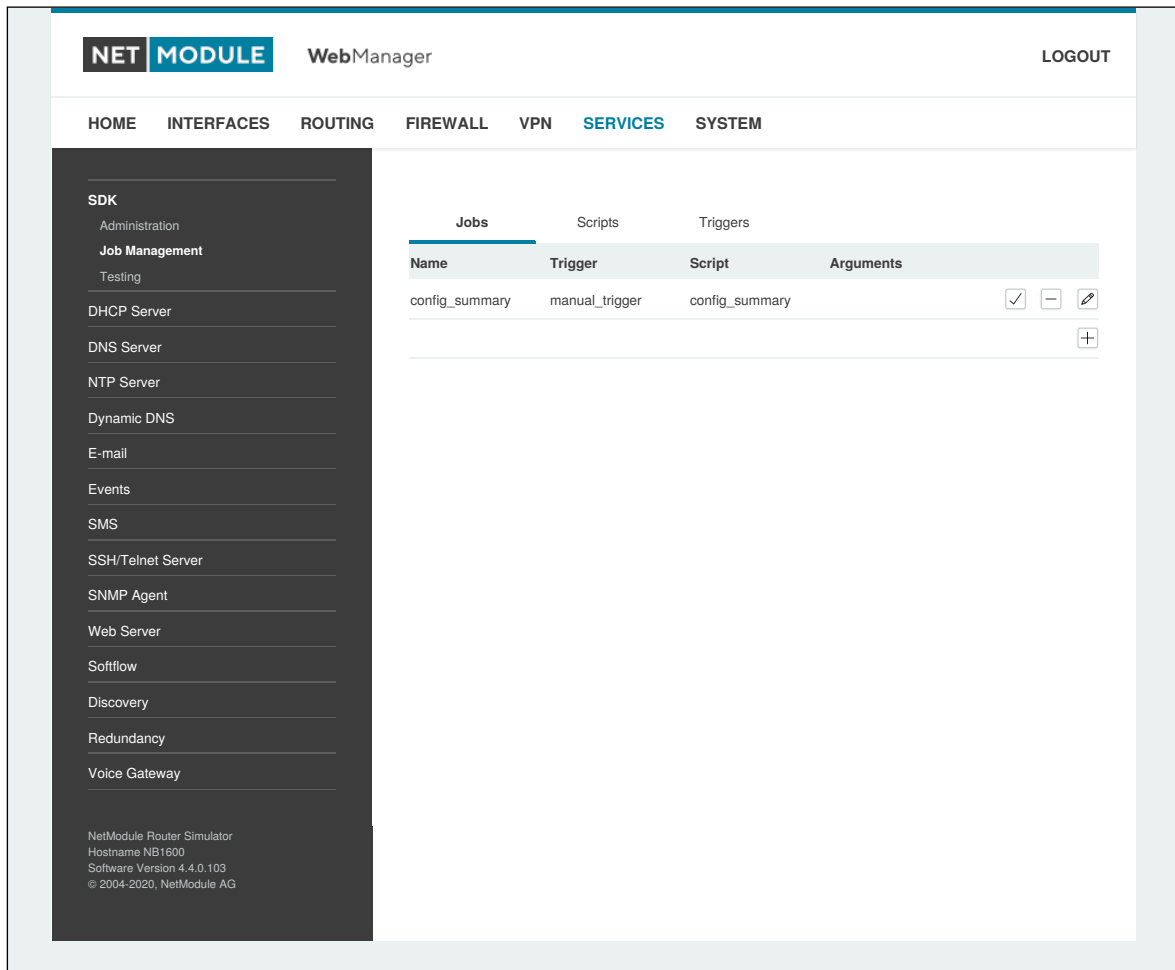 NET MODULE WebManager LOGOUT
HOME INTERFACES ROUTING FIREWALL VPN SERVICES SYSTEM
SDK
Administration
Job Management
Testing
DHCP Server
DNS Server
NTP Server
Dynamic DNS
E-mail
Events
SMS
SSH/Telnet Server
SNMP Agent
Web Server
Softflow
Discovery
Redundancy
Voice Gateway
NetModule Router Simulator
Hostname NB1600
Software Version 4.4.0.103
© 2004-2020, NetModule AG
Jobs Scripts Triggers
Name Trigger Script Arguments
config_summary manual_trigger config_summary